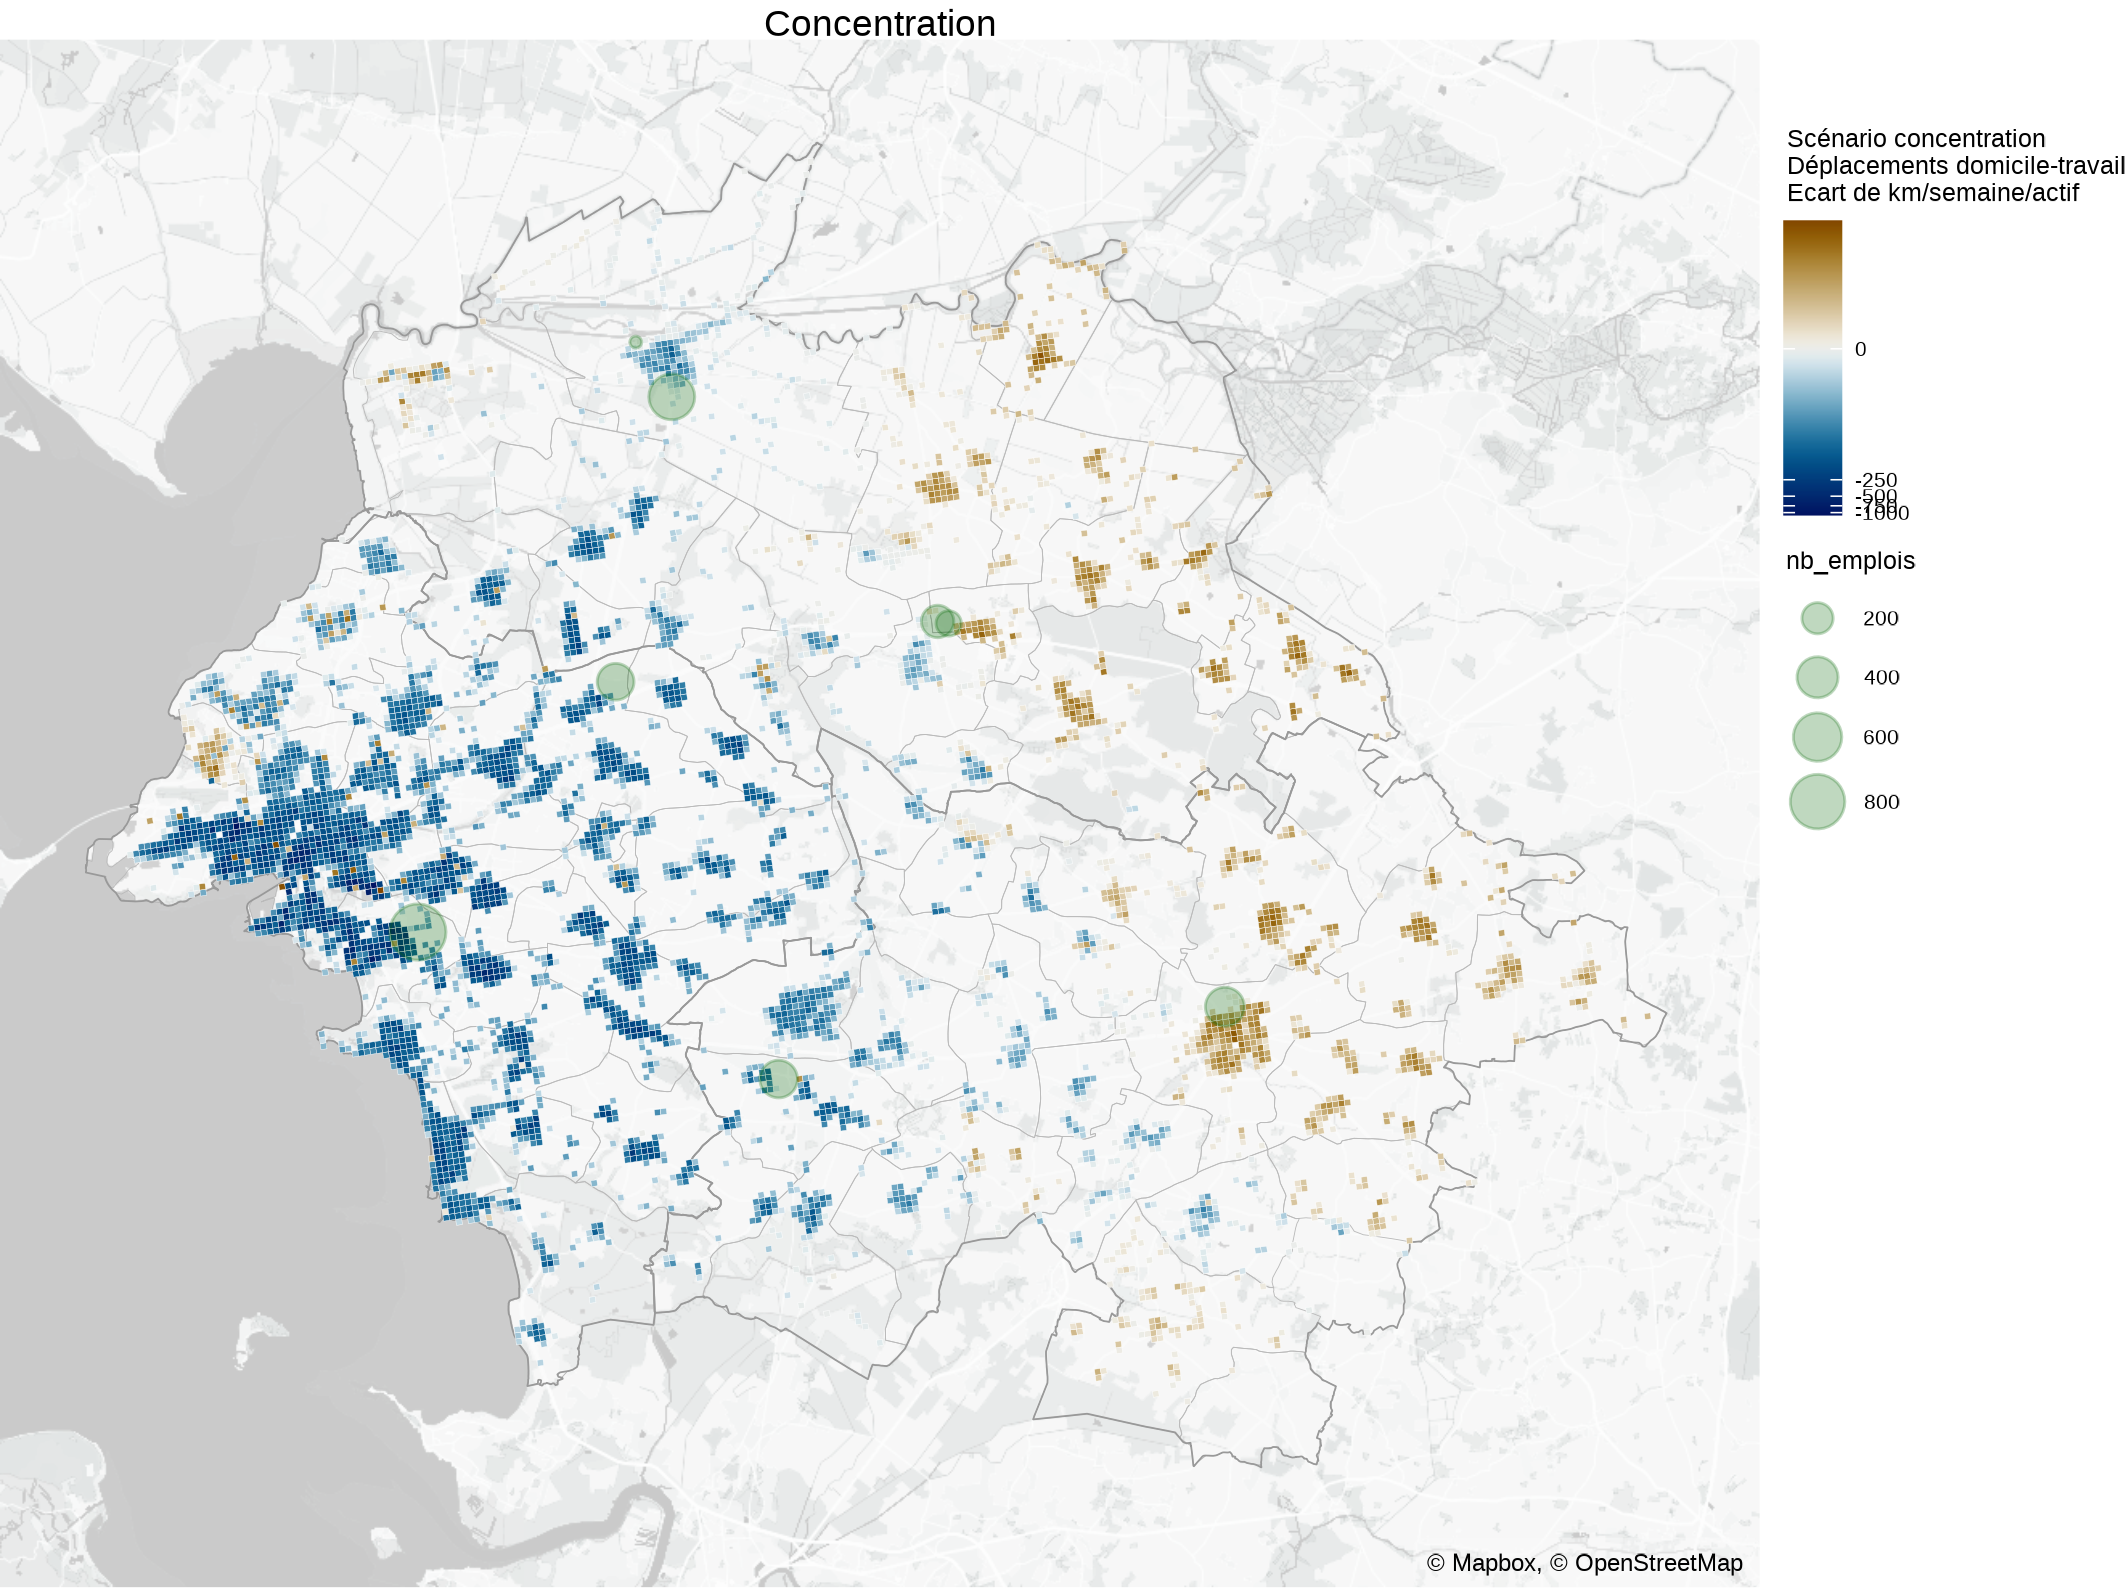 Concentration
Scénario concentration
Déplacements domicile-travail
Ecart de km/semaine/actif
0
-250
-500
-750
-1000
nb_emplois
200
400
600
800
© Mapbox, © OpenStreetMap